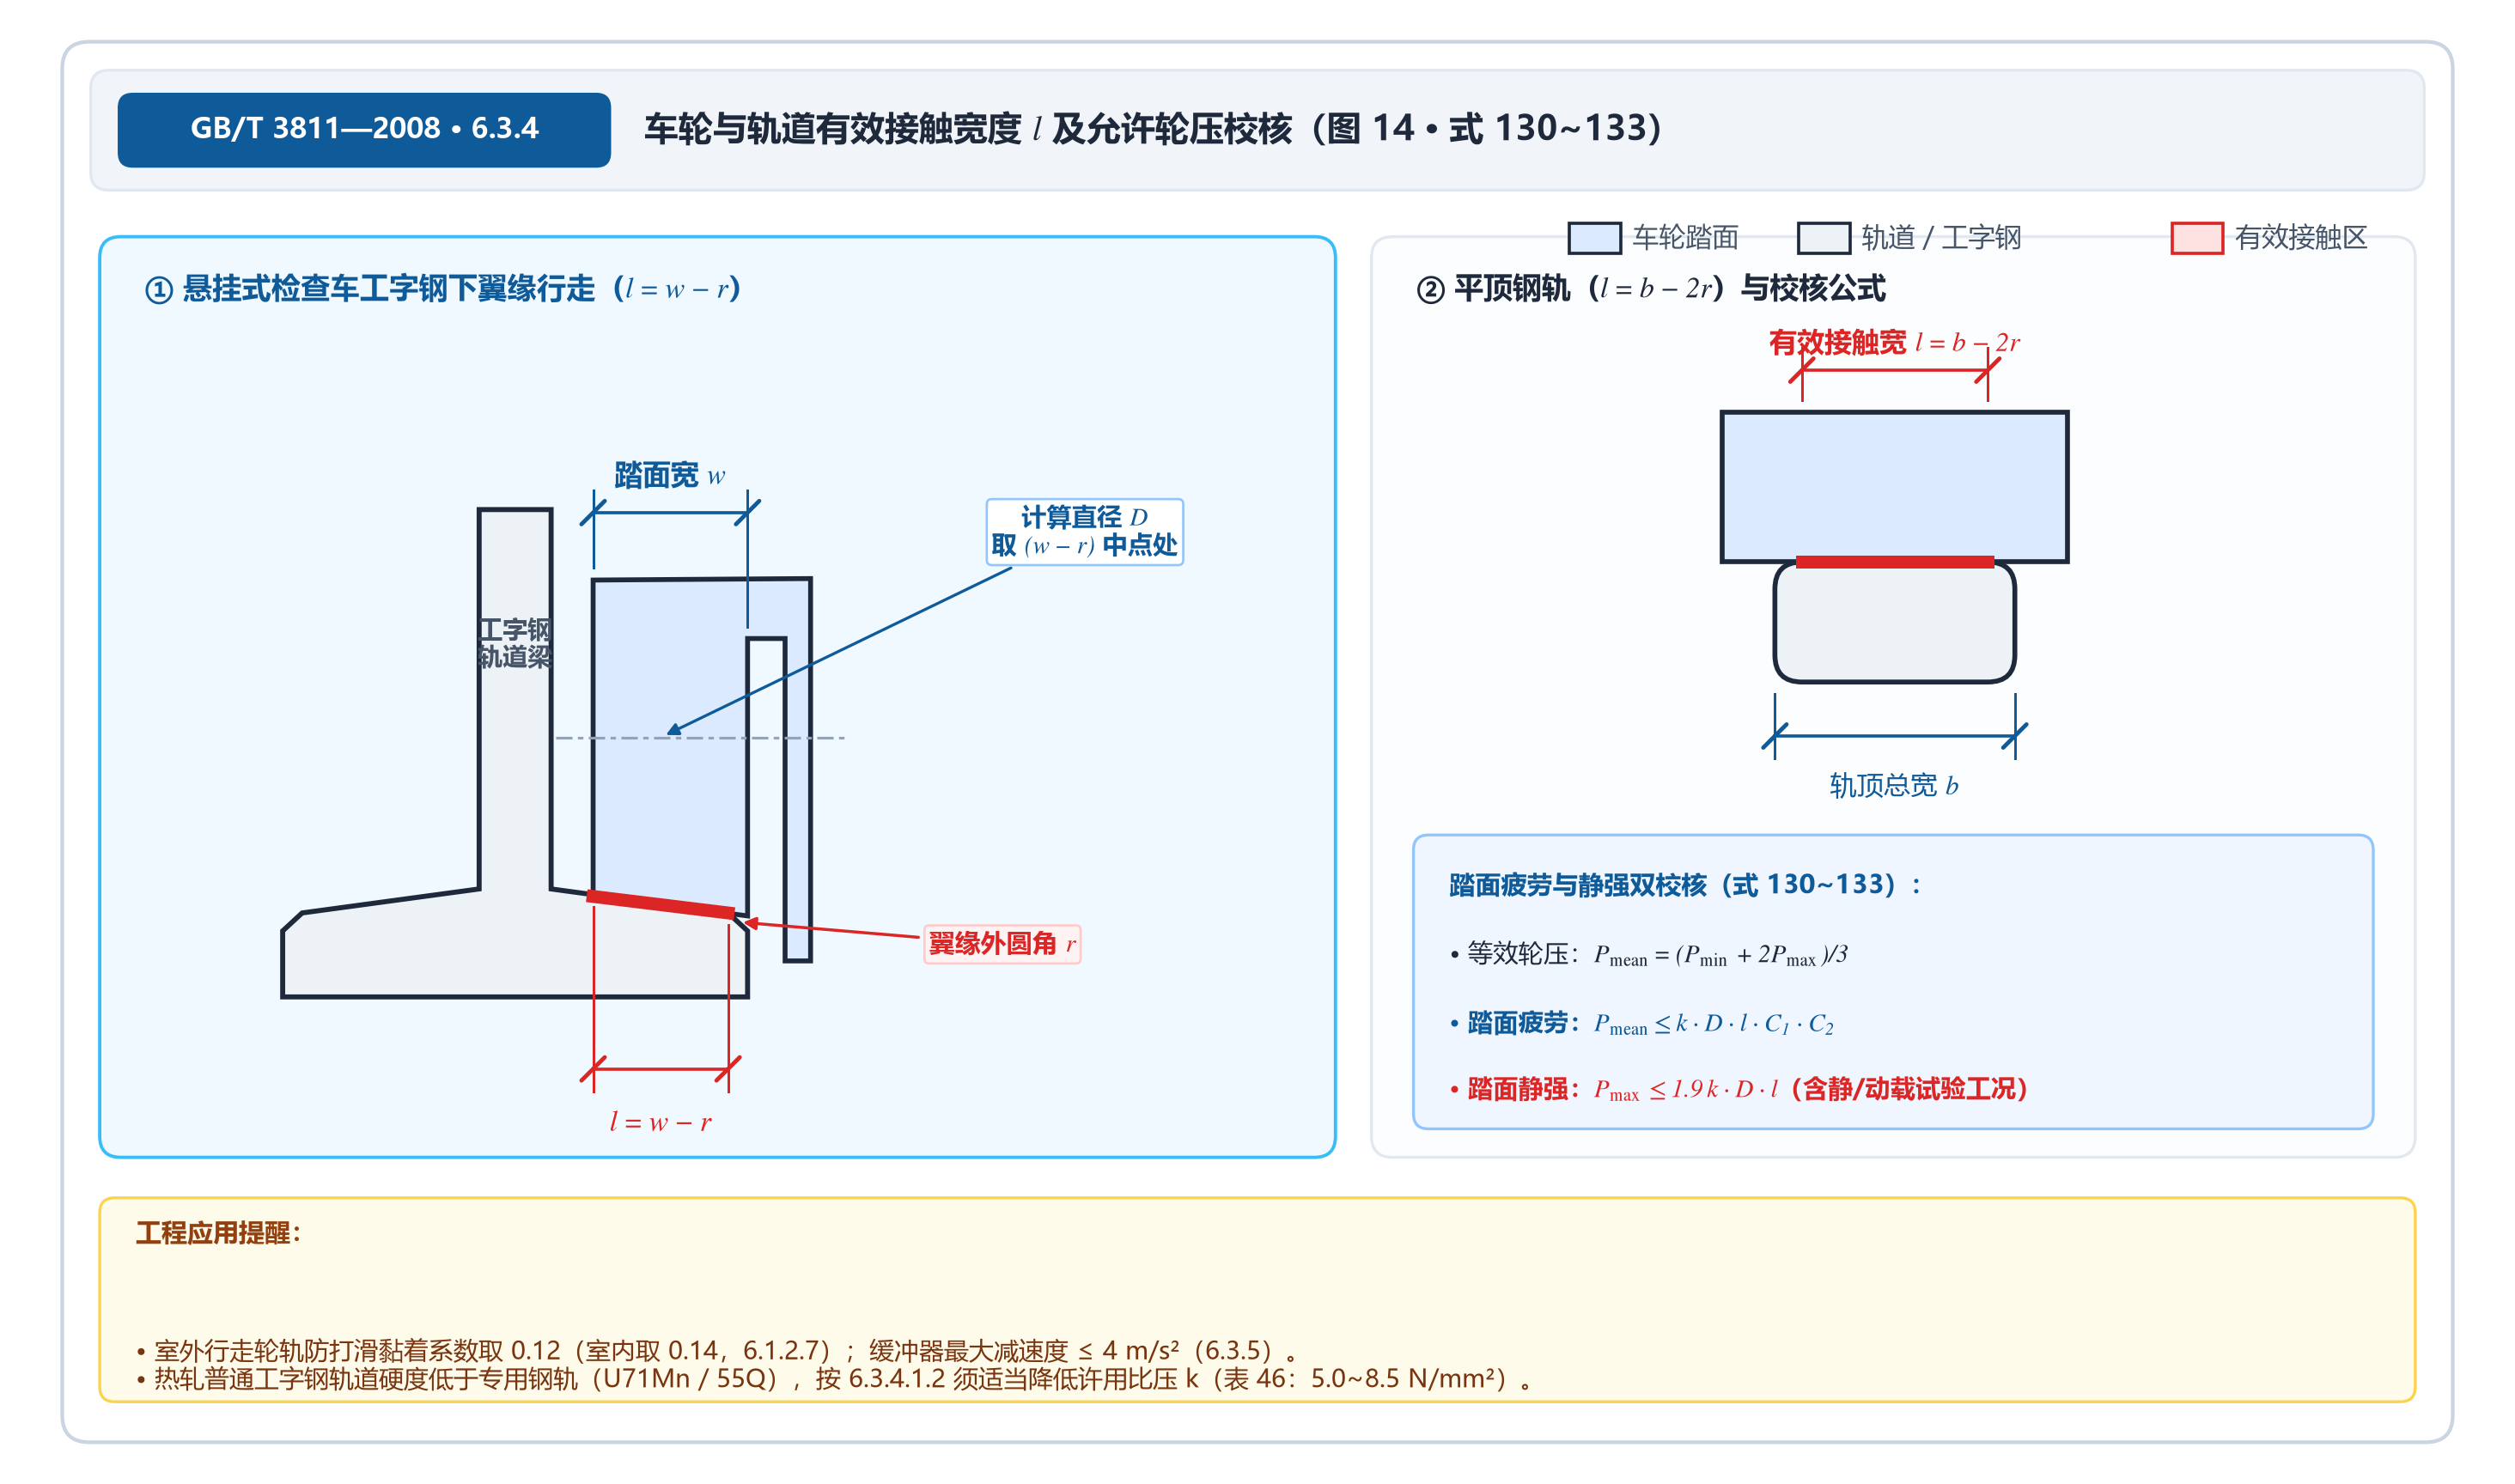 GB/T 3811—2008 • 6.3.4
车轮与轨道有效接触宽度 l 及允许轮压校核（图 14 • 式 130~133）
车轮踏面
轨道 / 工字钢
有效接触区
① 悬挂式检查车工字钢下翼缘行走（l = w − r）
踏面宽 w
计算直径 D
取 (w − r) 中点处
工字钢
轨道梁
翼缘外圆角 r
l = w − r
② 平顶钢轨（l = b − 2r）与校核公式
有效接触宽 l = b − 2r
轨顶总宽 b
踏面疲劳与静强双校核（式 130~133）:
• 等效轮压：P_mean = (P_min + 2P_max)/3
• 踏面疲劳：P_mean ≤ k · D · l · C_1 · C_2
• 踏面静强：P_max ≤ 1.9 k · D · l（含静/动载试验工况）
工程应用提醒：
• 室外行走轮轨防打滑黏着系数取 0.12（室内取 0.14，6.1.2.7）；缓冲器最大减速度 ≤ 4 m/s²（6.3.5）。
• 热轧普通工字钢轨道硬度低于专用钢轨（U71Mn / 55Q），按 6.3.4.1.2 须适当降低许用比压 k（表 46：5.0~8.5 N/mm²）。